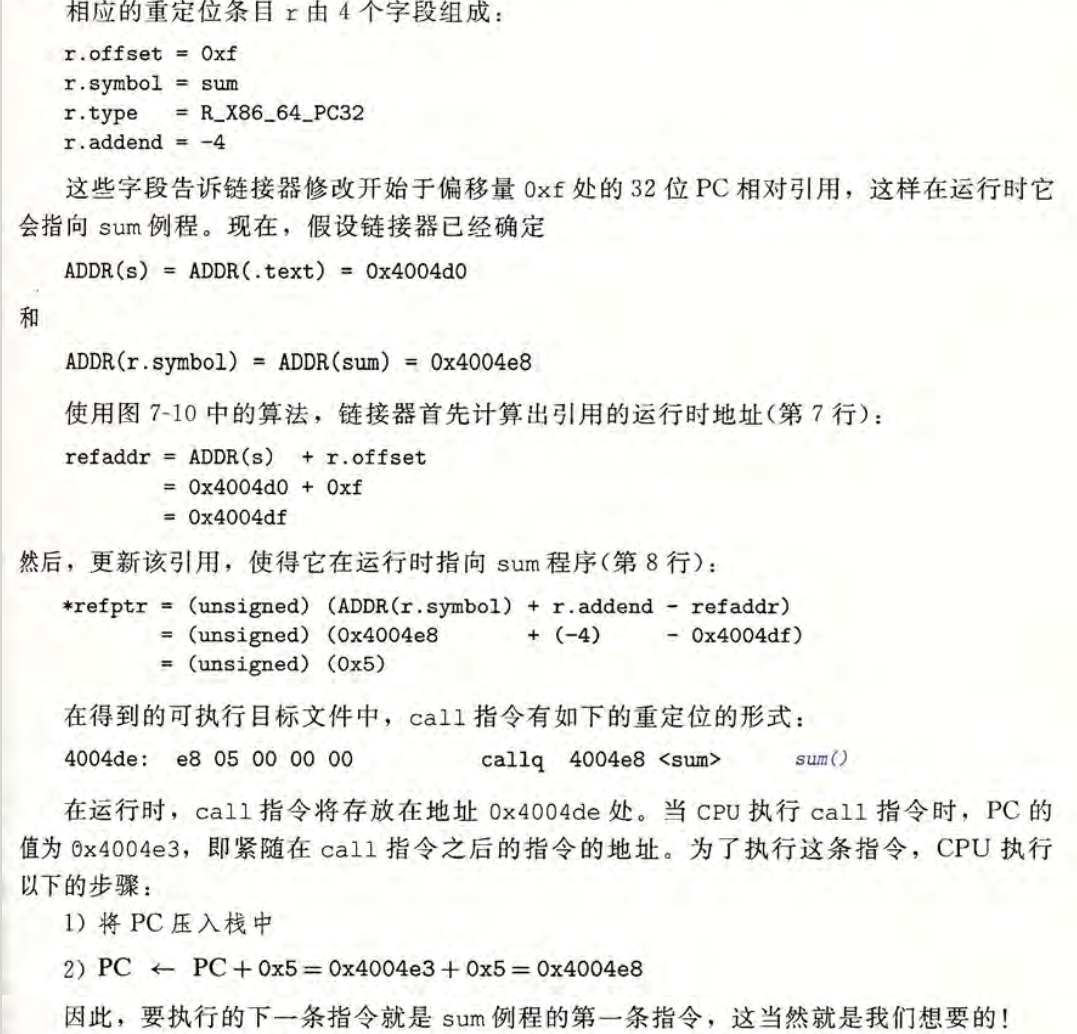 相应的重定位条目 r 由 4 个字段组成：
r.offset = 0xf
r.symbol = sum
r.type   = R_X86_64_PC32
r.addend = -4
这些字段告诉链接器修改开始于偏移量 0xf 处的 32 位 PC 相对引用，这样在运行时它
会指向 sum 例程。现在，假设链接器已经确定
ADDR(s) = ADDR(.text) = 0x4004d0
和
ADDR(r.symbol) = ADDR(sum) = 0x4004e8
使用图 7-10 中的算法，链接器首先计算出引用的运行时地址(第 7 行)：
refaddr = ADDR(s)  + r.offset
= 0x4004d0 + 0xf
= 0x4004df
然后，更新该引用，使得它在运行时指向 sum 程序(第 8 行)：
*refptr = (unsigned) (ADDR(r.symbol) + r.addend - refaddr)
= (unsigned) (0x4004e8       + (-4)     - 0x4004df)
= (unsigned) (0x5)
在得到的可执行目标文件中，call 指令有如下的重定位的形式：
4004de:  e8 05 00 00 00          callq  4004e8 <sum>      sum()
在运行时，call 指令将存放在地址 0x4004de 处。当 CPU 执行 call 指令时，PC 的
值为 0x4004e3，即紧随在 call 指令之后的指令的地址。为了执行这条指令，CPU 执行
以下的步骤：
1) 将 PC 压入栈中
2) PC ← PC + 0x5 = 0x4004e3 + 0x5 = 0x4004e8
因此，要执行的下一条指令就是 sum 例程的第一条指令，这当然就是我们想要的！